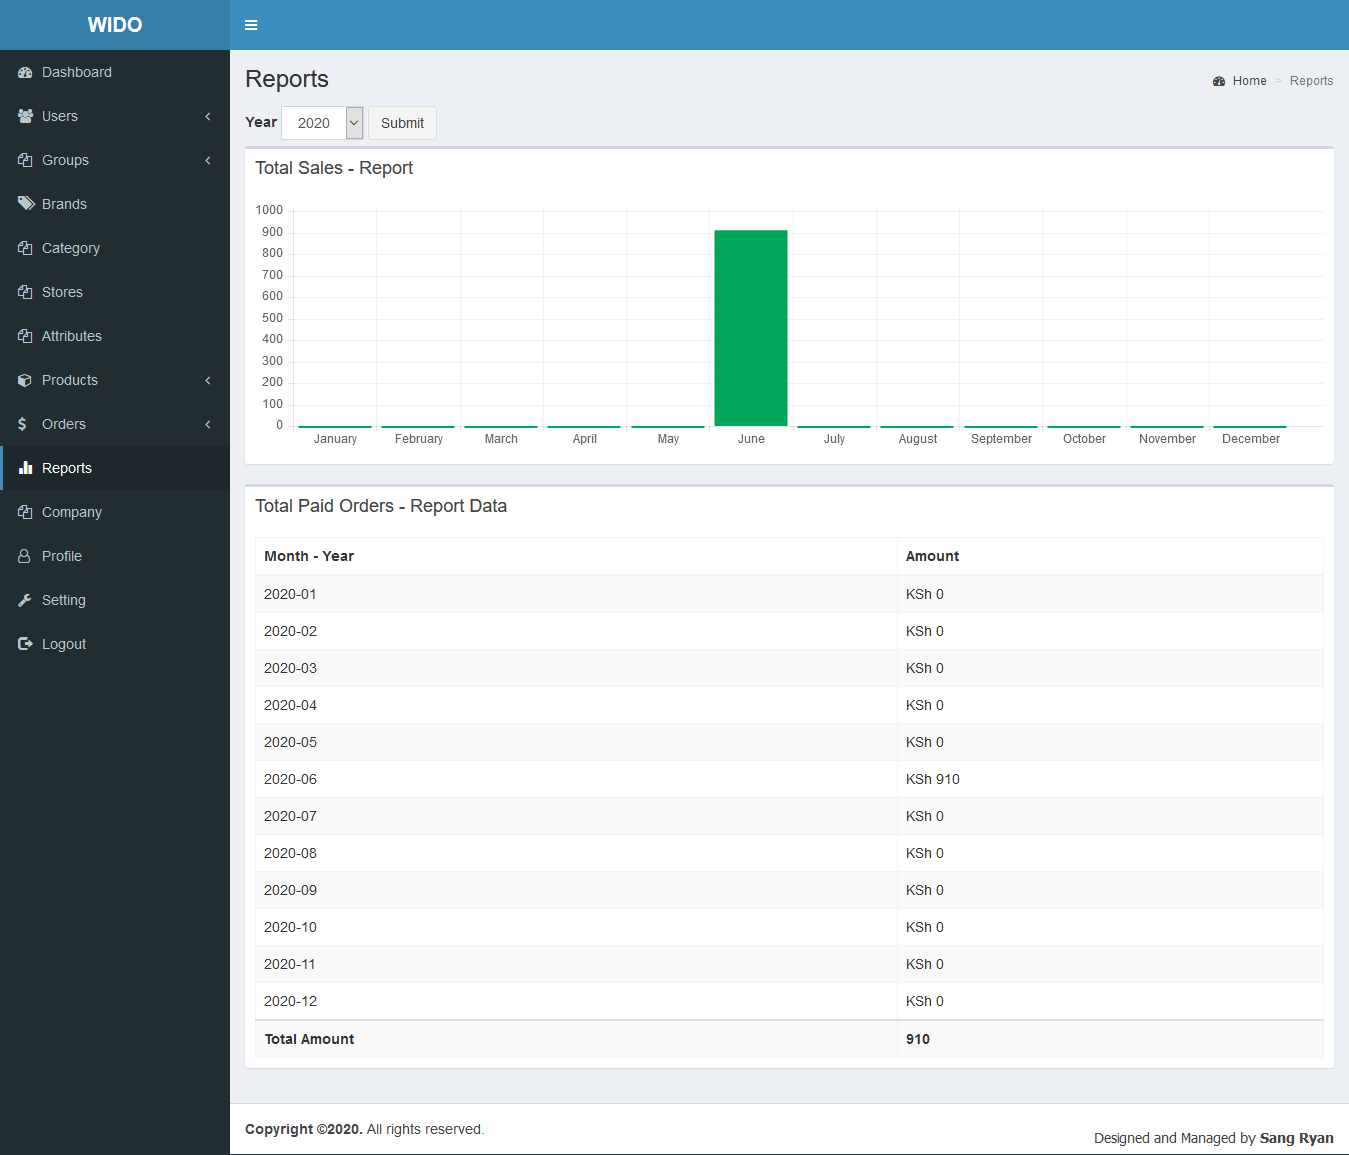 WIDO
Dashboard
Users
Groups
Brands
Category
Stores
Attributes
Products
$ Orders
Reports
Company
Profile
Setting
Logout
Reports
Home > Reports
Year 2020 Submit
Total Sales - Report
1000
900
800
700
600
500
400
300
200
100
0
January February March April May June July August September October November December
Total Paid Orders - Report Data
Month - Year Amount
2020-01 KSh 0
2020-02 KSh 0
2020-03 KSh 0
2020-04 KSh 0
2020-05 KSh 0
2020-06 KSh 910
2020-07 KSh 0
2020-08 KSh 0
2020-09 KSh 0
2020-10 KSh 0
2020-11 KSh 0
2020-12 KSh 0
Total Amount 910
Copyright ©2020. All rights reserved.
Designed and Managed by Sang Ryan